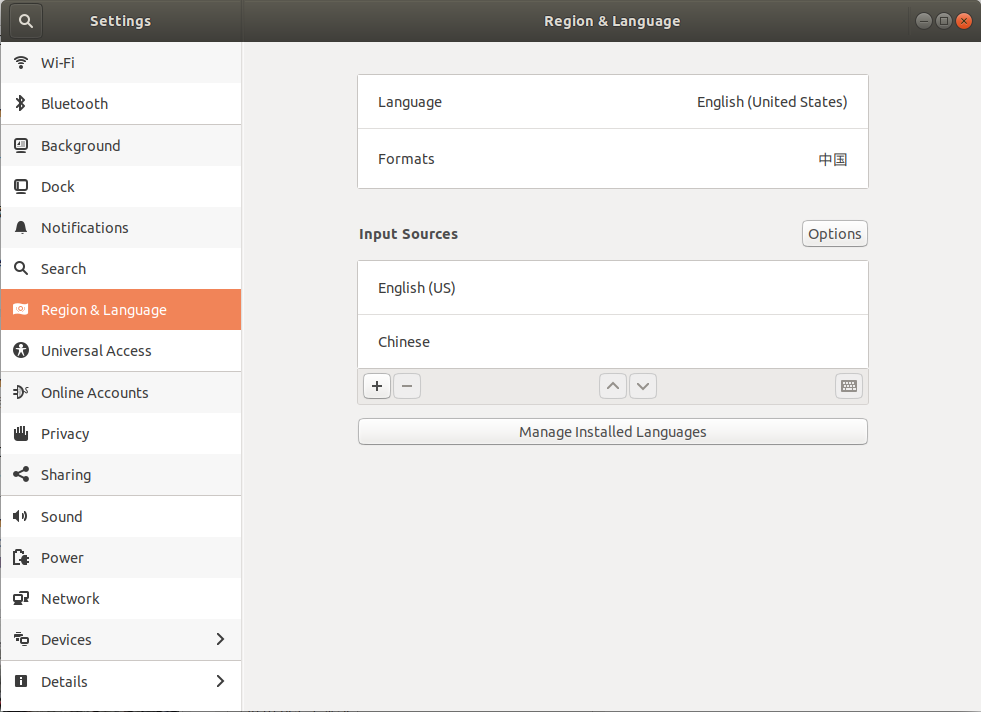 Settings
Region & Language
Wi-Fi
Bluetooth
Background
Dock
Notifications
Search
Region & Language
Universal Access
Online Accounts
Privacy
Sharing
Sound
Power
Network
Devices
Details
Language English (United States)
Formats 中国
Input Sources Options
English (US)
Chinese
Manage Installed Languages